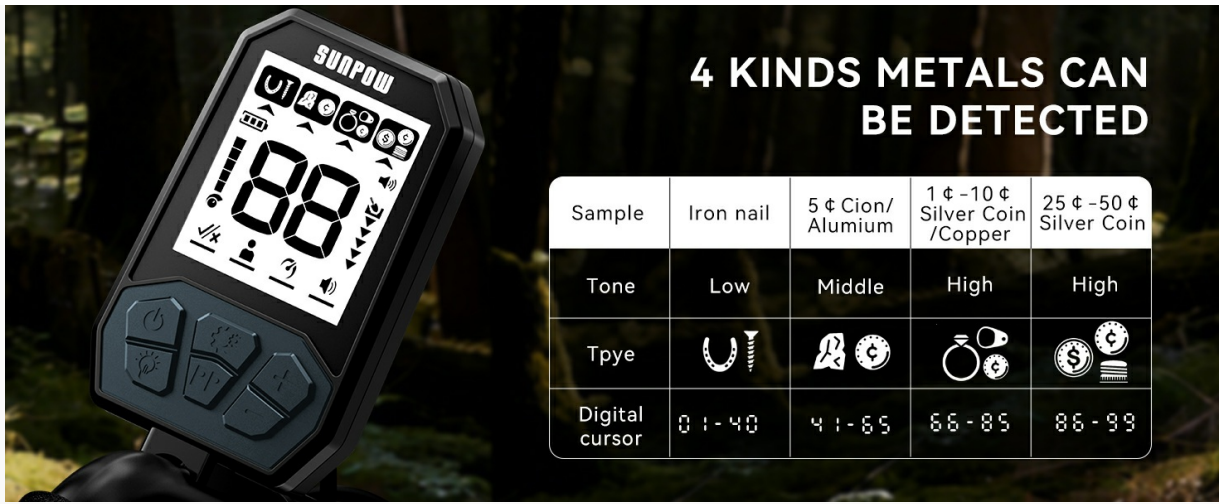 SUNPOW
88
PP
4 KINDS METALS CAN
BE DETECTED
Sample
Iron nail
5 ¢ Cion/
Alumium
1 ¢ -10 ¢
Silver Coin
/Copper
25 ¢ -50 ¢
Silver Coin
Tone
Low
Middle
High
High
Tpye
Digital
cursor
01-40
41-65
66-85
86-99